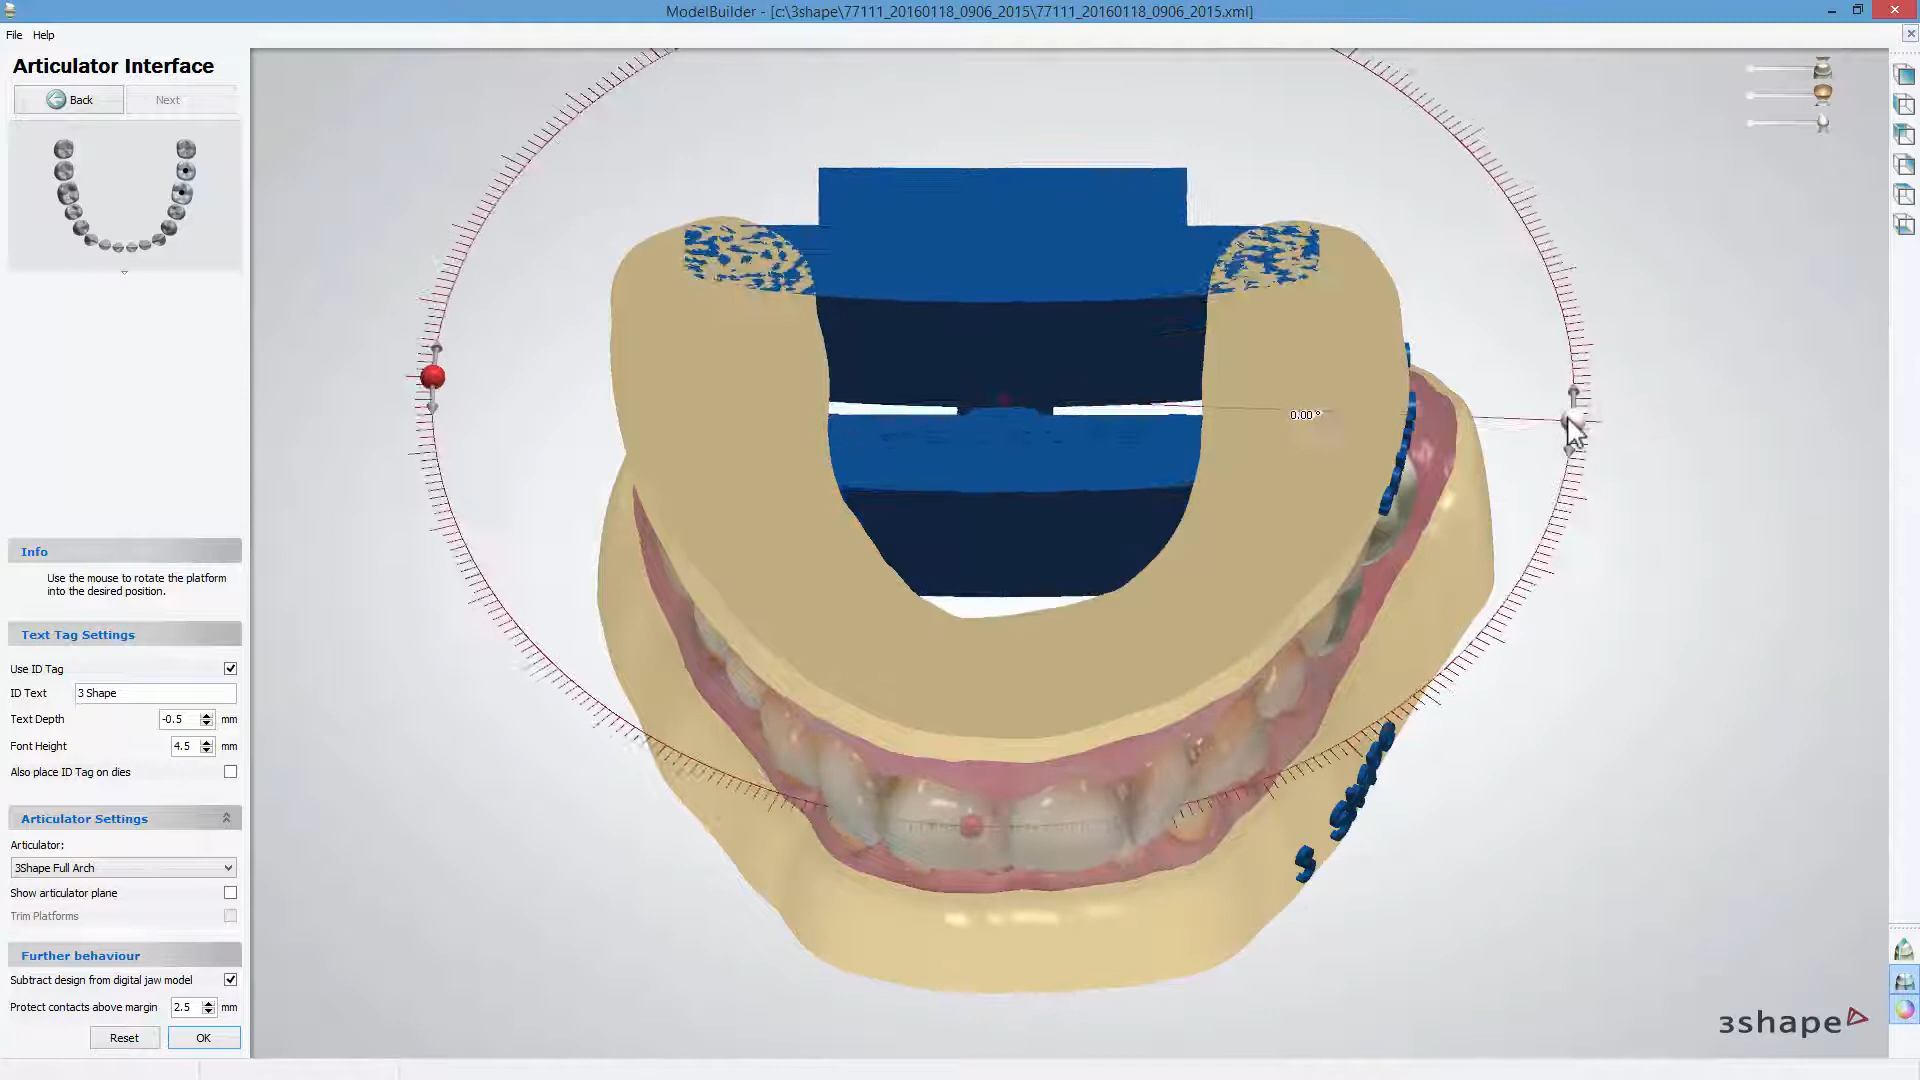 ModelBuilder - [c:\3shape\77111_20160118_0906_2015\77111_20160118_0906_2015.xml]
File Help
Articulator Interface
Back Next
Info
Use the mouse to rotate the platform
into the desired position.
Text Tag Settings
Use ID Tag
ID Text 3 Shape
Text Depth -0.5 mm
Font Height 4.5 mm
Also place ID Tag on dies
Articulator Settings
Articulator:
3Shape Full Arch
Show articulator plane
Trim Platforms
Further behaviour
Subtract design from digital jaw model
Protect contacts above margin 2.5 mm
Reset OK
0.00 °
3shape